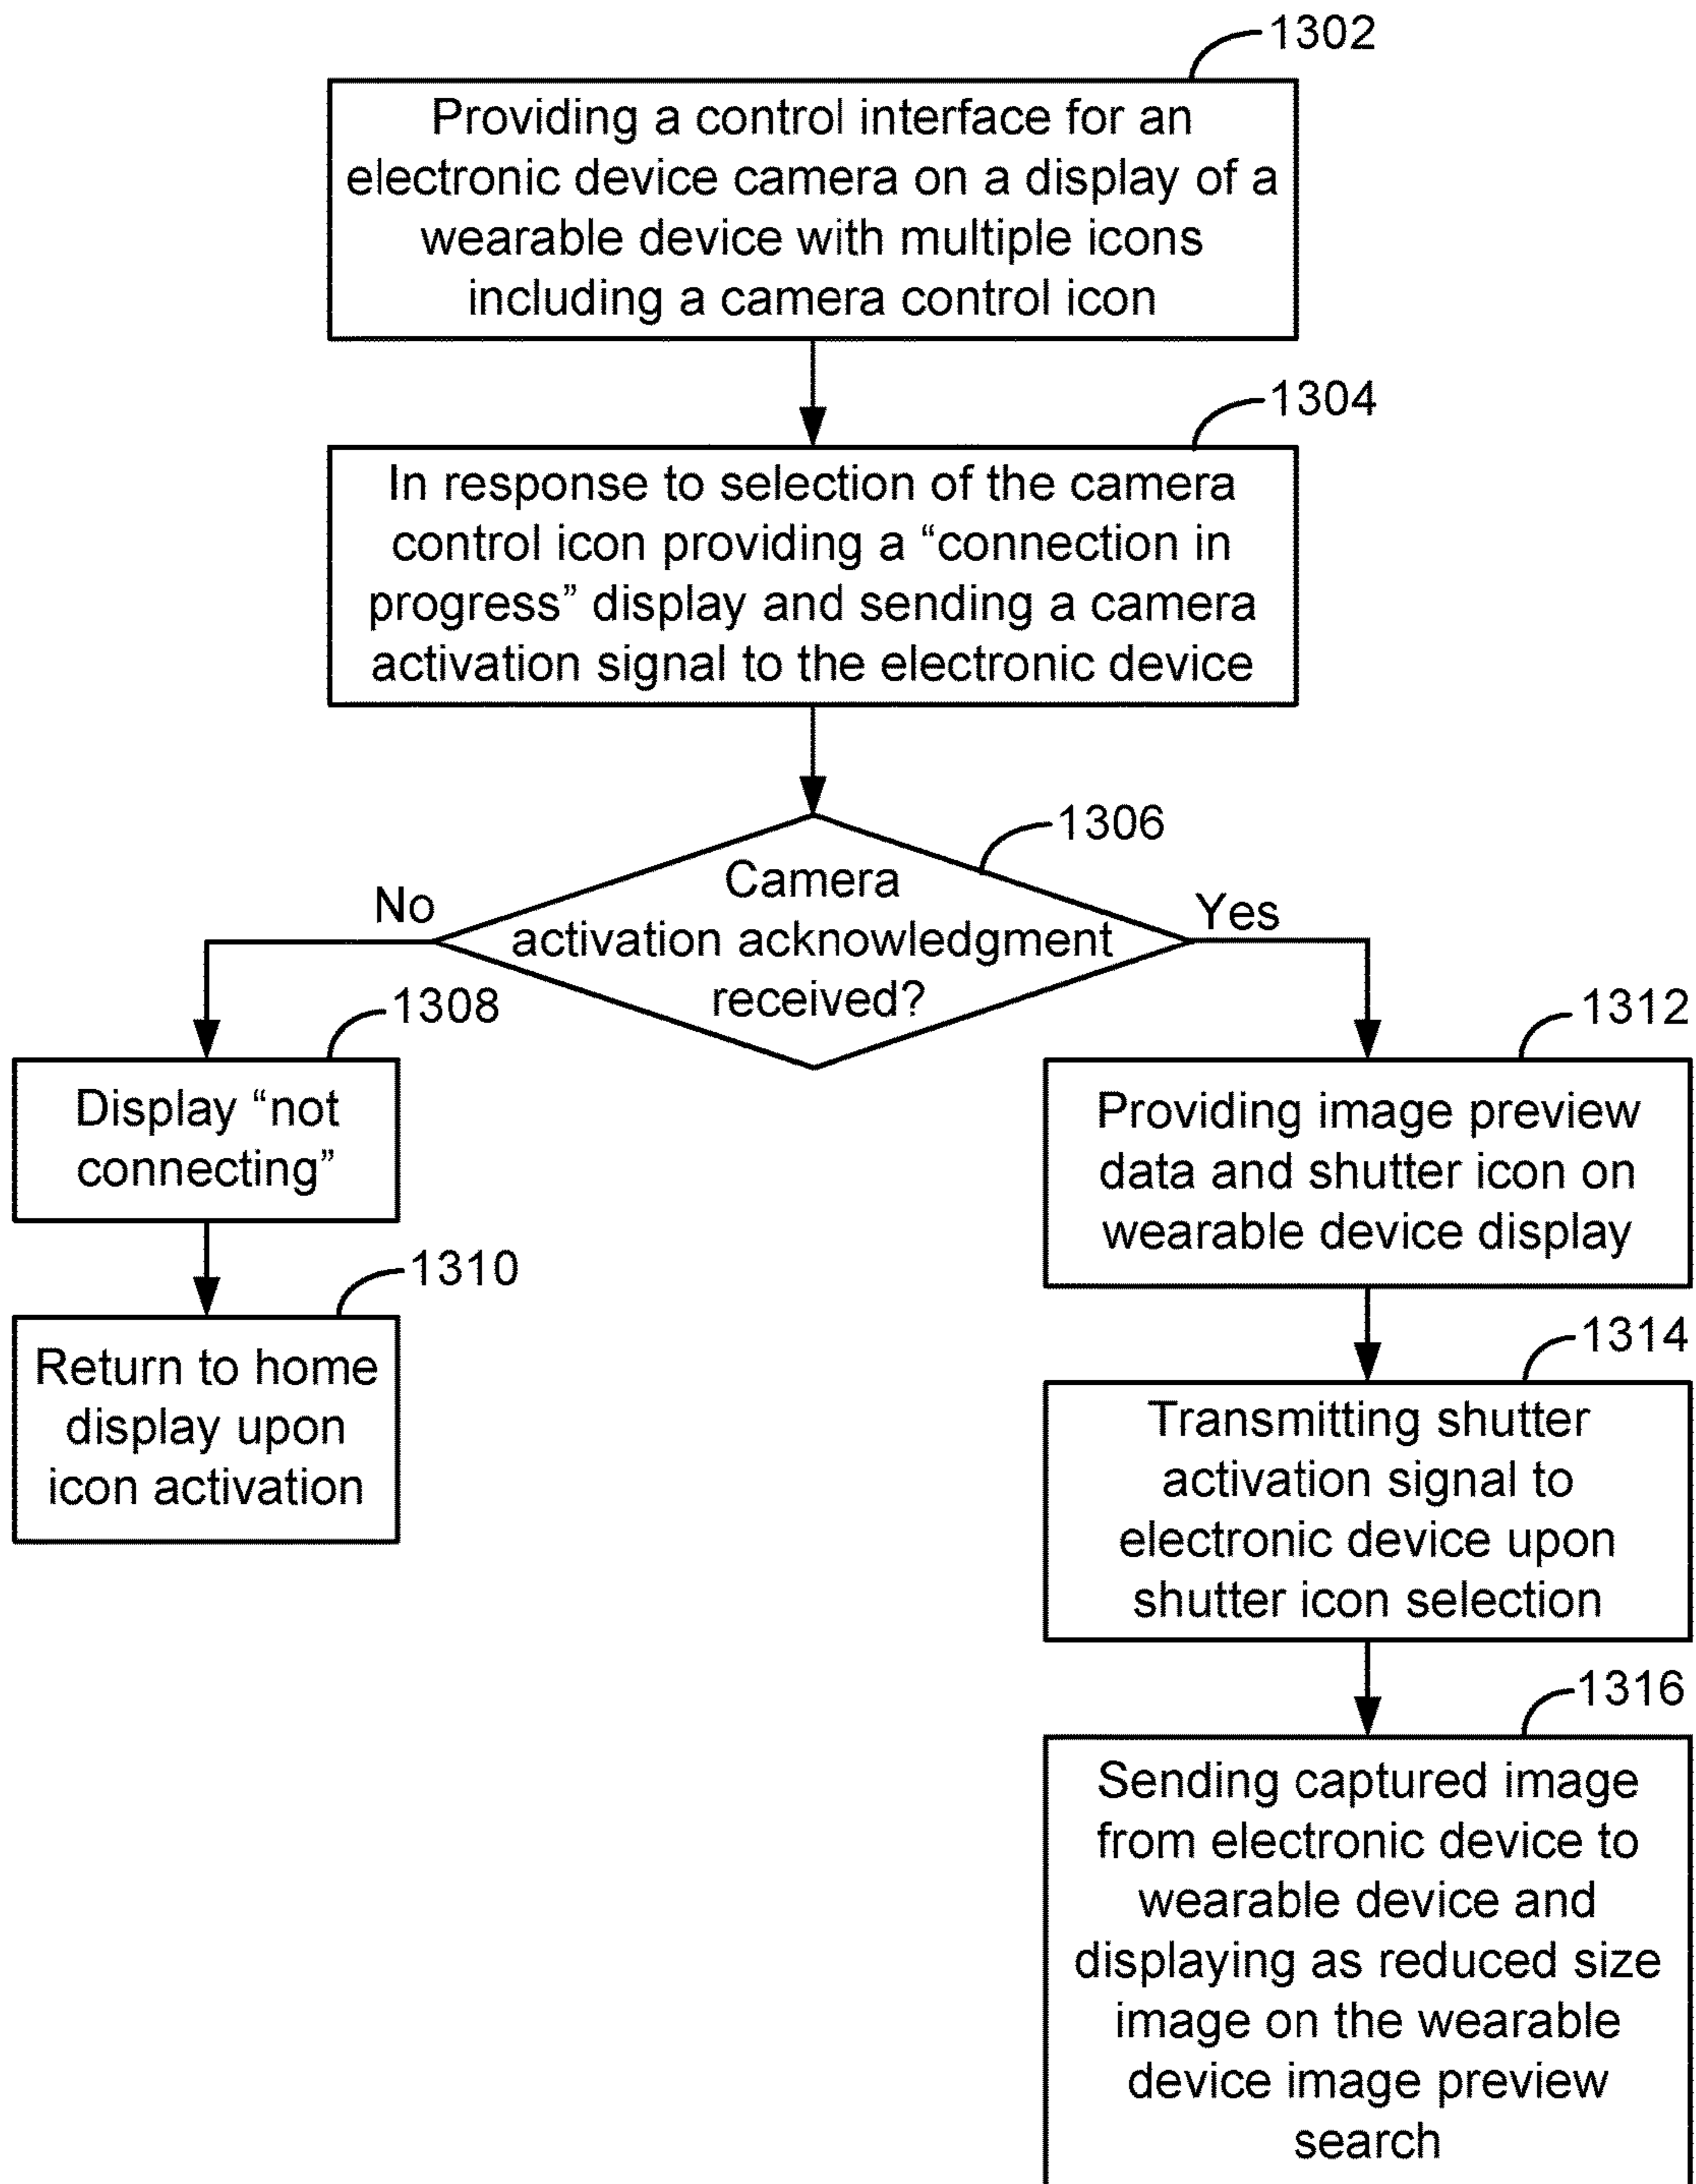 1302
Providing a control interface for an
electronic device camera on a display of a
wearable device with multiple icons
including a camera control icon
1304
In response to selection of the camera
control icon providing a “connection in
progress” display and sending a camera
activation signal to the electronic device
1306
Camera
activation acknowledgment
received?
No
Yes
1308
Display “not
connecting”
1310
Return to home
display upon
icon activation
1312
Providing image preview
data and shutter icon on
wearable device display
1314
Transmitting shutter
activation signal to
electronic device upon
shutter icon selection
1316
Sending captured image
from electronic device to
wearable device and
displaying as reduced size
image on the wearable
device image preview
search